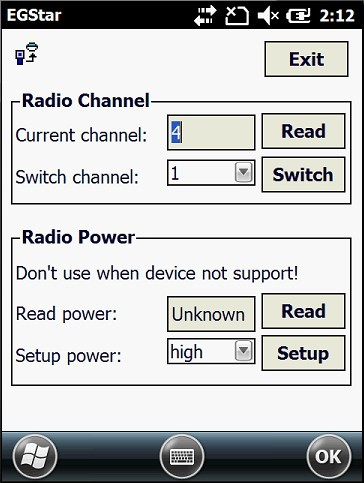 EGStar 2:12
Exit
Radio Channel
Current channel: 4 Read
Switch channel: 1 Switch
Radio Power
Don't use when device not support!
Read power: Unknown Read
Setup power: high Setup
OK